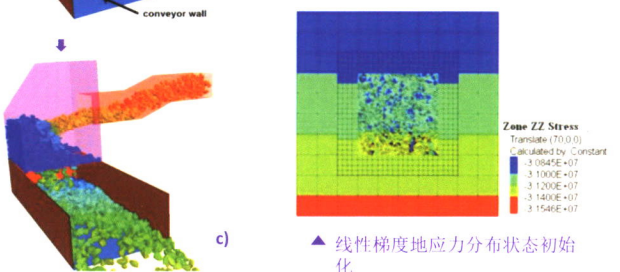 conveyor wall
c)
Zone ZZ Stress
Translate (70,0,0)
Calculated by: Constant
-3.0845E+07
-3.1000E+07
-3.1200E+07
-3.1400E+07
-3.1546E+07
▲ 线性梯度地应力分布状态初始
化